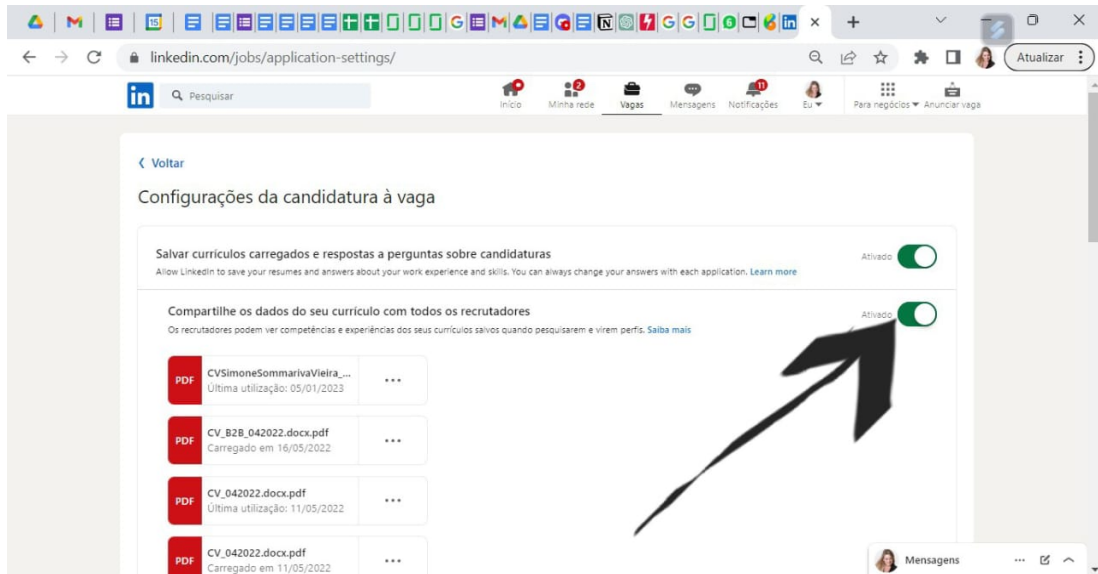 15
linkedin.com/jobs/application-settings/
Atualizar
in
Pesquisar
Início
2
Minha rede
Vagas
Mensagens
11
Notificações
Eu
Para negócios
Anunciar vaga
Voltar
Configurações da candidatura à vaga
Salvar currículos carregados e respostas a perguntas sobre candidaturas
Ativado
Allow LinkedIn to save your resumes and answers about your work experience and skills. You can always change your answers with each application. Learn more
Compartilhe os dados do seu currículo com todos os recrutadores
Ativado
Os recrutadores podem ver competências e experiências dos seus currículos salvos quando pesquisarem e virem perfis. Saiba mais
PDF
CVSimoneSommarivaVieira_...
Última utilização: 05/01/2023
PDF
CV_B2B_042022.docx.pdf
Carregado em 16/05/2022
PDF
CV_042022.docx.pdf
Última utilização: 11/05/2022
PDF
CV_042022.docx.pdf
Carregado em 11/05/2022
Mensagens